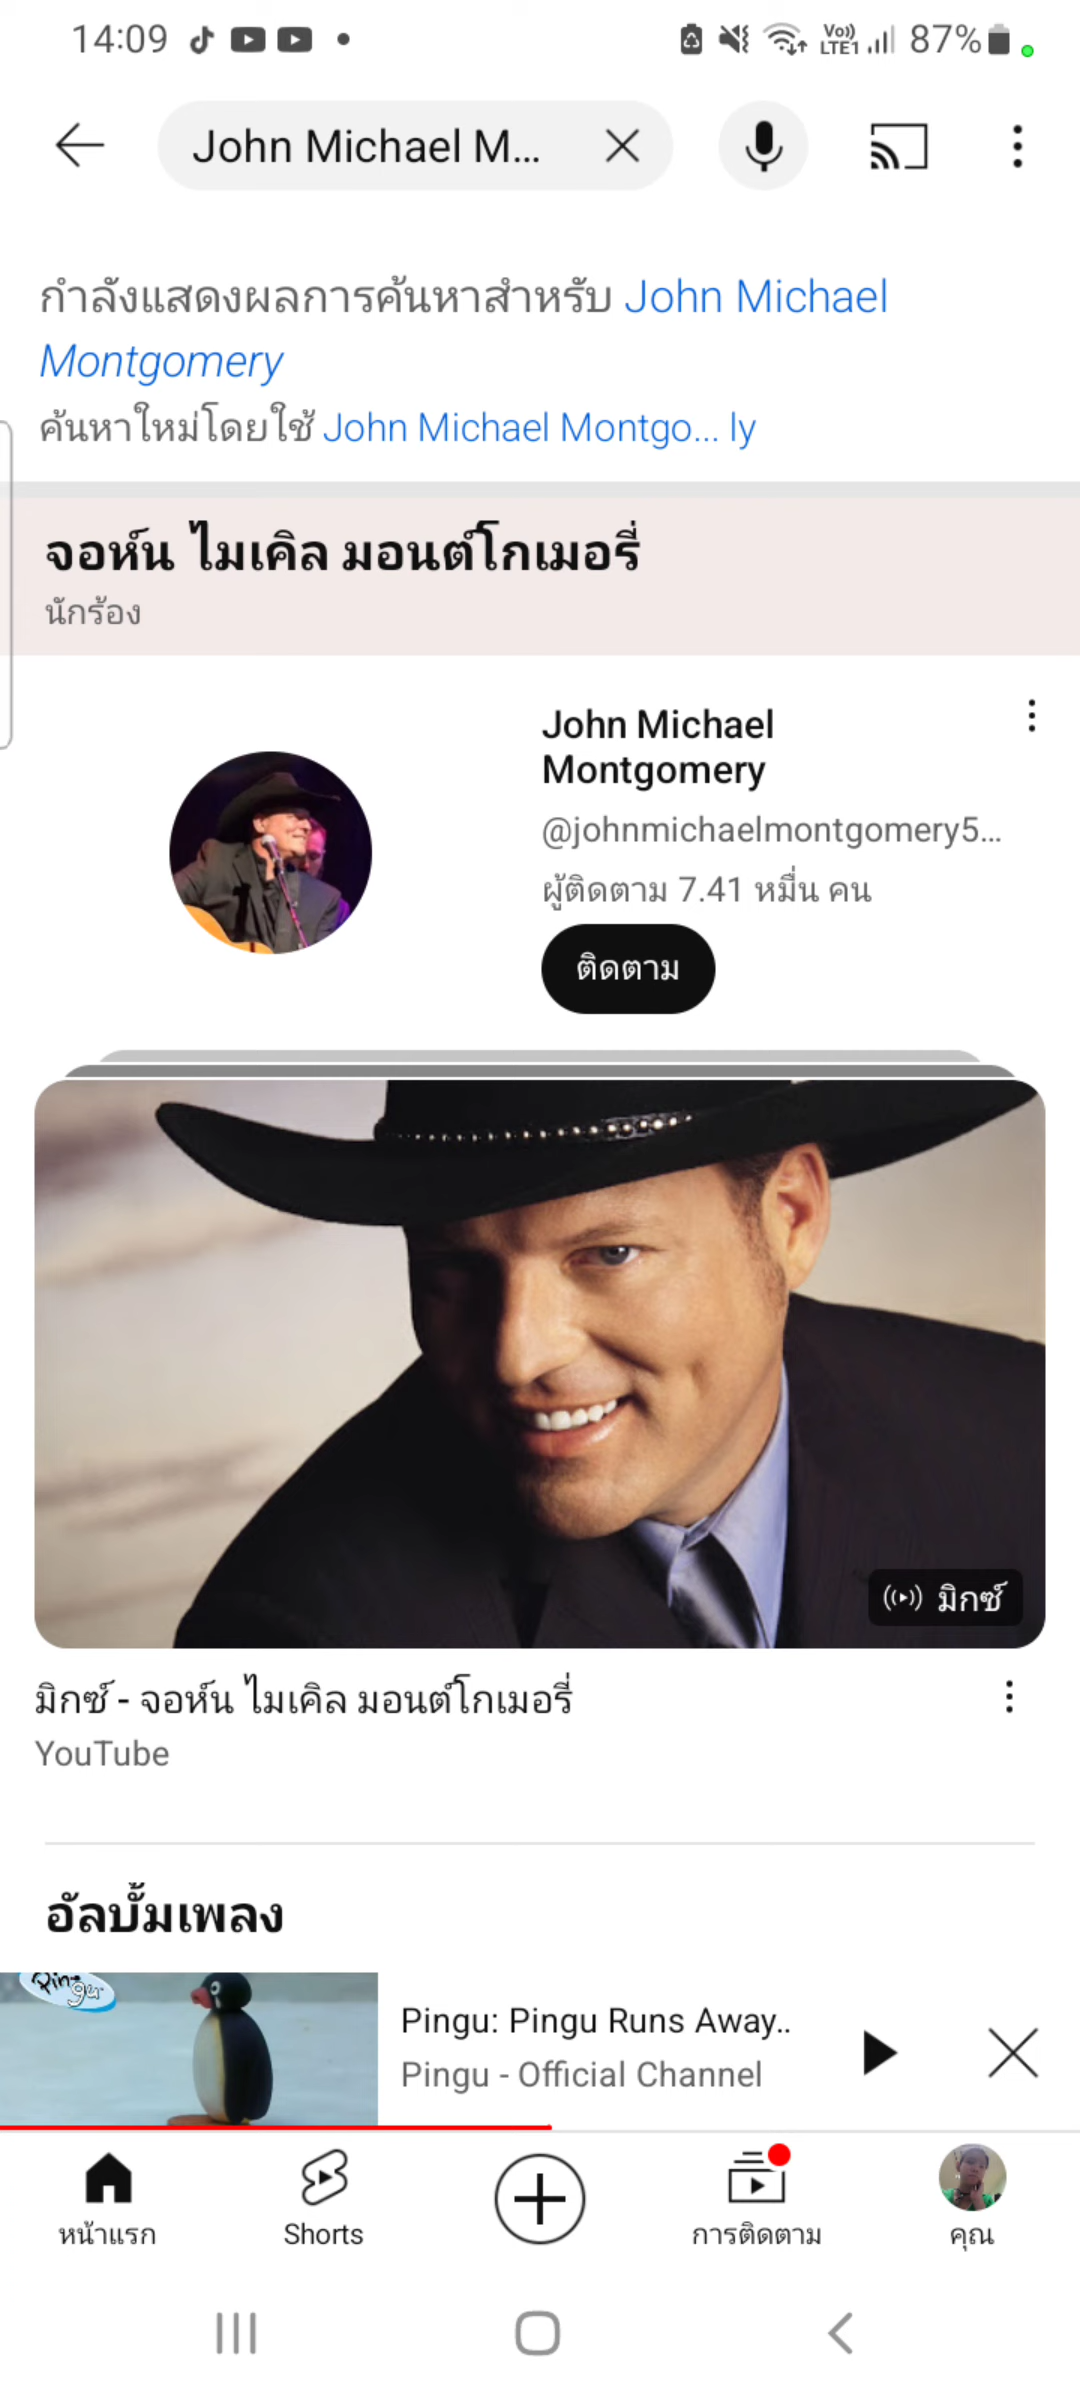 14:09
Vo))
LTE1
87%
John Michael M...
กำลังแสดงผลการค้นหาสำหรับ John Michael
Montgomery
ค้นหาใหม่โดยใช้ John Michael Montgo... ly
จอห์น ไมเคิล มอนต์โกเมอรี่
นักร้อง
John Michael
Montgomery
@johnmichaelmontgomery5...
ผู้ติดตาม 7.41 หมื่น คน
ติดตาม
มิกซ์
มิกซ์ - จอห์น ไมเคิล มอนต์โกเมอรี่
YouTube
อัลบั้มเพลง
Pingu
Pingu: Pingu Runs Away..
Pingu - Official Channel
หน้าแรก
Shorts
การติดตาม
คุณ